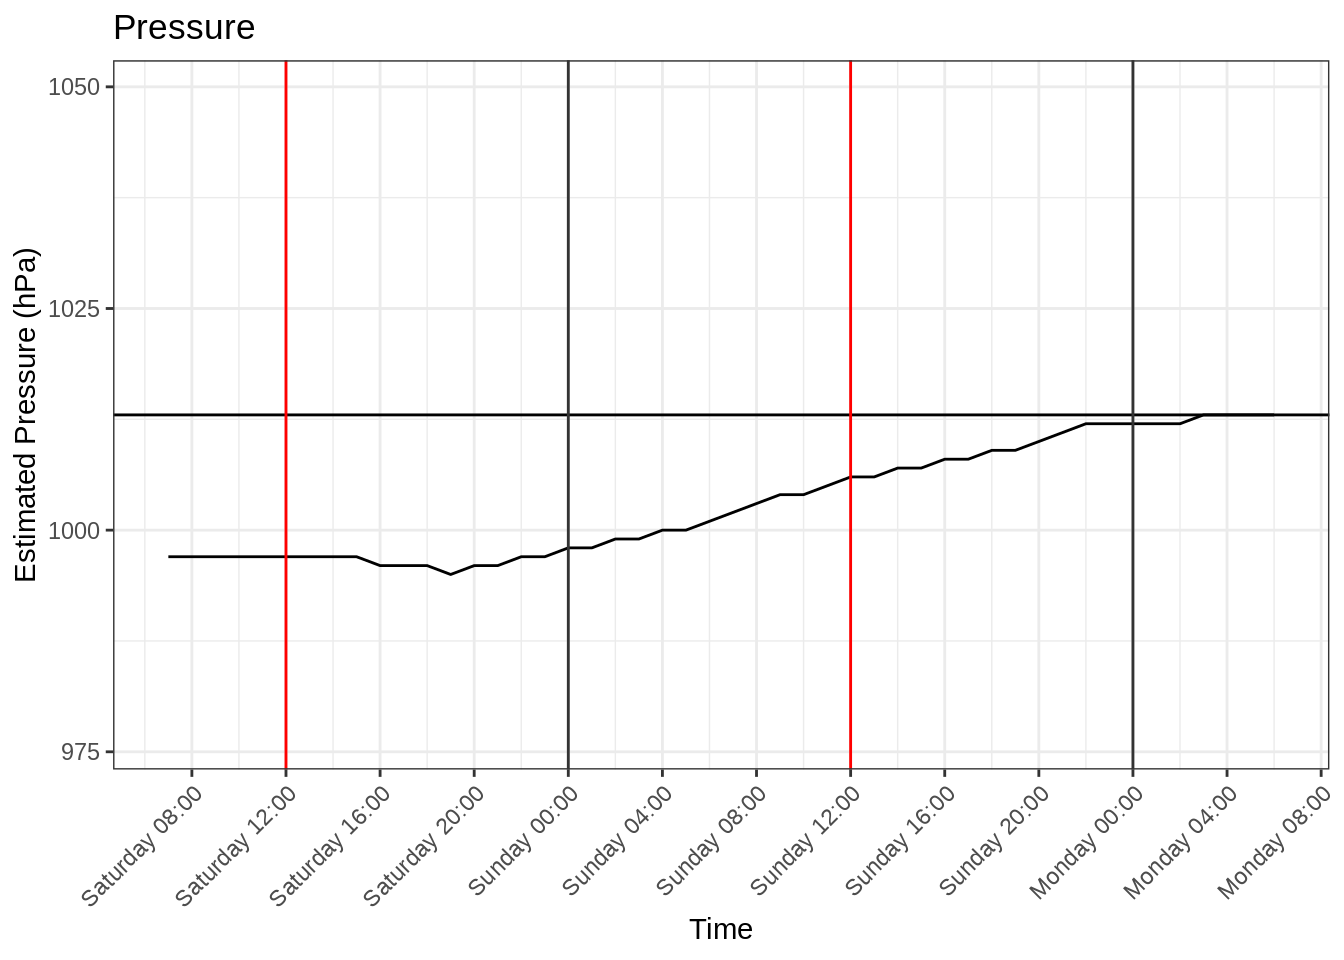 Pressure
Estimated Pressure (hPa)
1050
1025
1000
975
Saturday 08:00
Saturday 12:00
Saturday 16:00
Saturday 20:00
Sunday 00:00
Sunday 04:00
Sunday 08:00
Sunday 12:00
Sunday 16:00
Sunday 20:00
Monday 00:00
Monday 04:00
Monday 08:00
Time